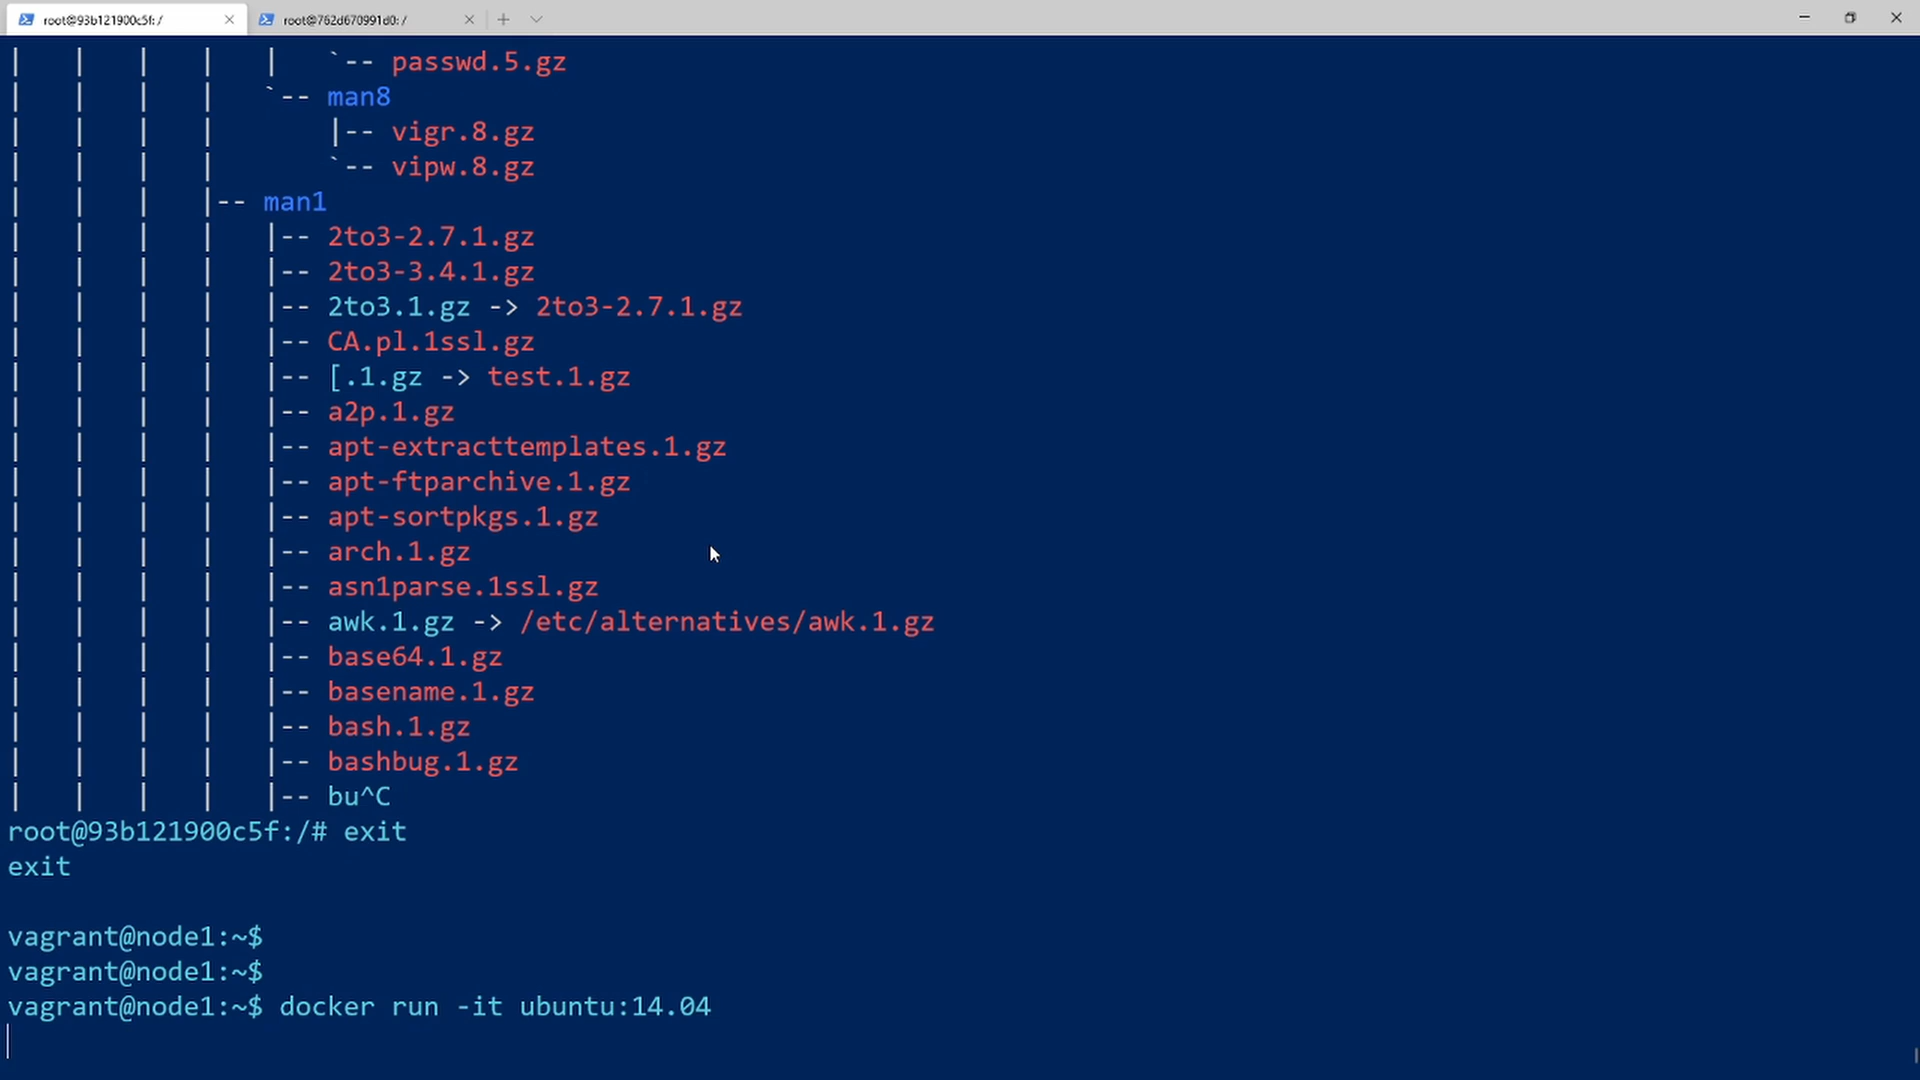 root@93b121900c5f: /
root@762d670991d0: /
|   |   |   |   |   `-- passwd.5.gz
|   |   |   |   `-- man8
|   |   |   |       |-- vigr.8.gz
|   |   |   |       `-- vipw.8.gz
|   |   |   |-- man1
|   |   |   |   |-- 2to3-2.7.1.gz
|   |   |   |   |-- 2to3-3.4.1.gz
|   |   |   |   |-- 2to3.1.gz -> 2to3-2.7.1.gz
|   |   |   |   |-- CA.pl.1ssl.gz
|   |   |   |   |-- [.1.gz -> test.1.gz
|   |   |   |   |-- a2p.1.gz
|   |   |   |   |-- apt-extracttemplates.1.gz
|   |   |   |   |-- apt-ftparchive.1.gz
|   |   |   |   |-- apt-sortpkgs.1.gz
|   |   |   |   |-- arch.1.gz
|   |   |   |   |-- asn1parse.1ssl.gz
|   |   |   |   |-- awk.1.gz -> /etc/alternatives/awk.1.gz
|   |   |   |   |-- base64.1.gz
|   |   |   |   |-- basename.1.gz
|   |   |   |   |-- bash.1.gz
|   |   |   |   |-- bashbug.1.gz
|   |   |   |   |-- bu^C
root@93b121900c5f:/# exit
exit
vagrant@node1:~$
vagrant@node1:~$
vagrant@node1:~$ docker run -it ubuntu:14.04